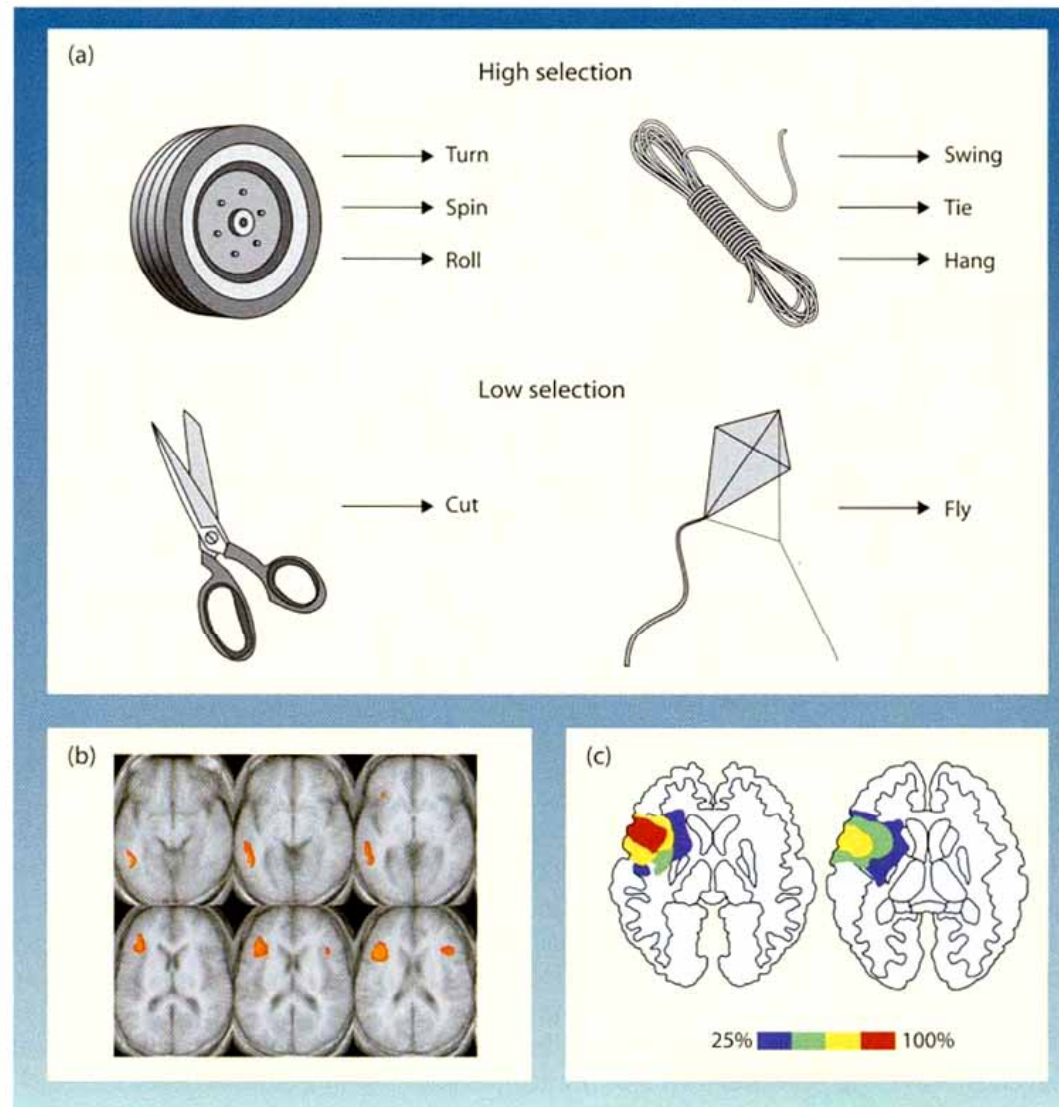 (a)
High selection
Turn
Spin
Roll
Swing
Tie
Hang
Low selection
Cut
Fly
(b)
(c)
25% 100%